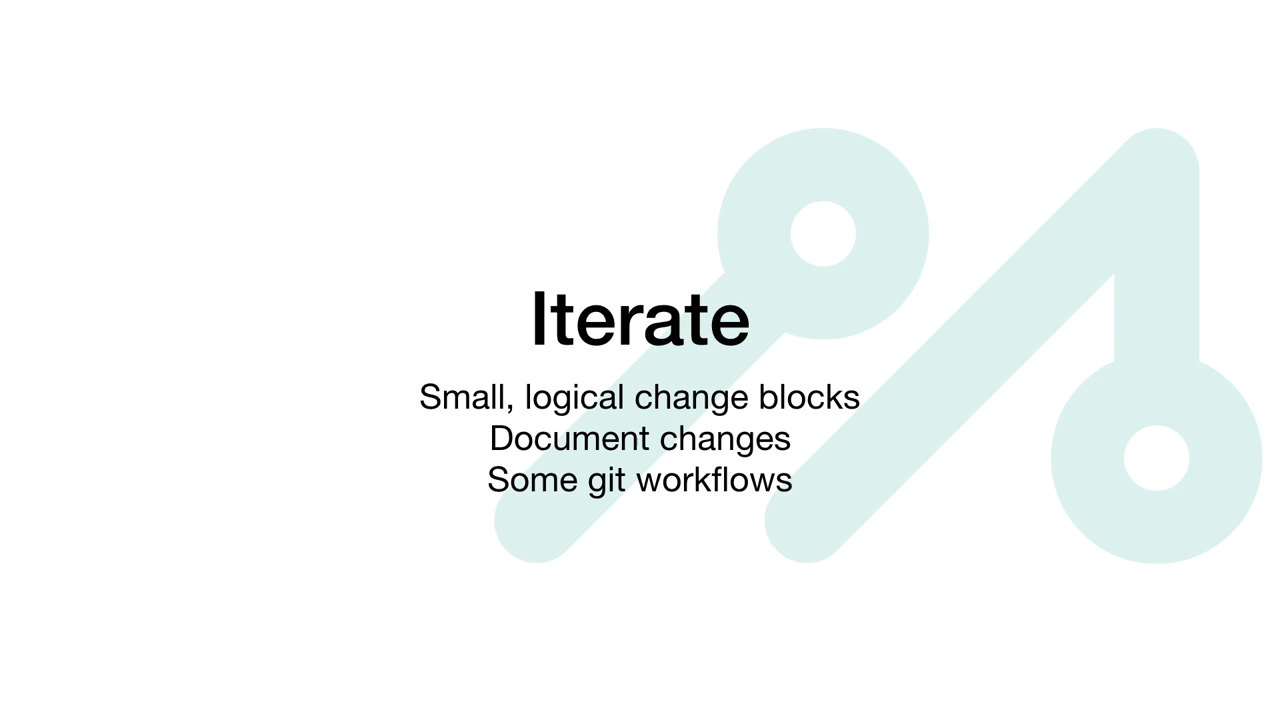 Iterate
Small, logical change blocks
Document changes
Some git workflows